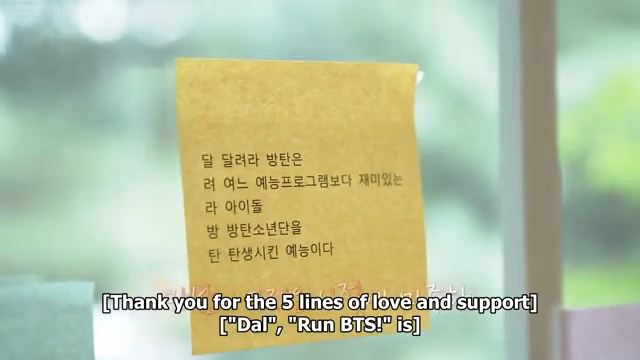 달 달려라 방탄은
려 여느 예능프로그램보다 재미있는
라 아이돌
방 방탄소년단을
탄 탄생시킨 예능이다
[Thank you for the 5 lines of love and support]
["Dal", "Run BTS!" is]